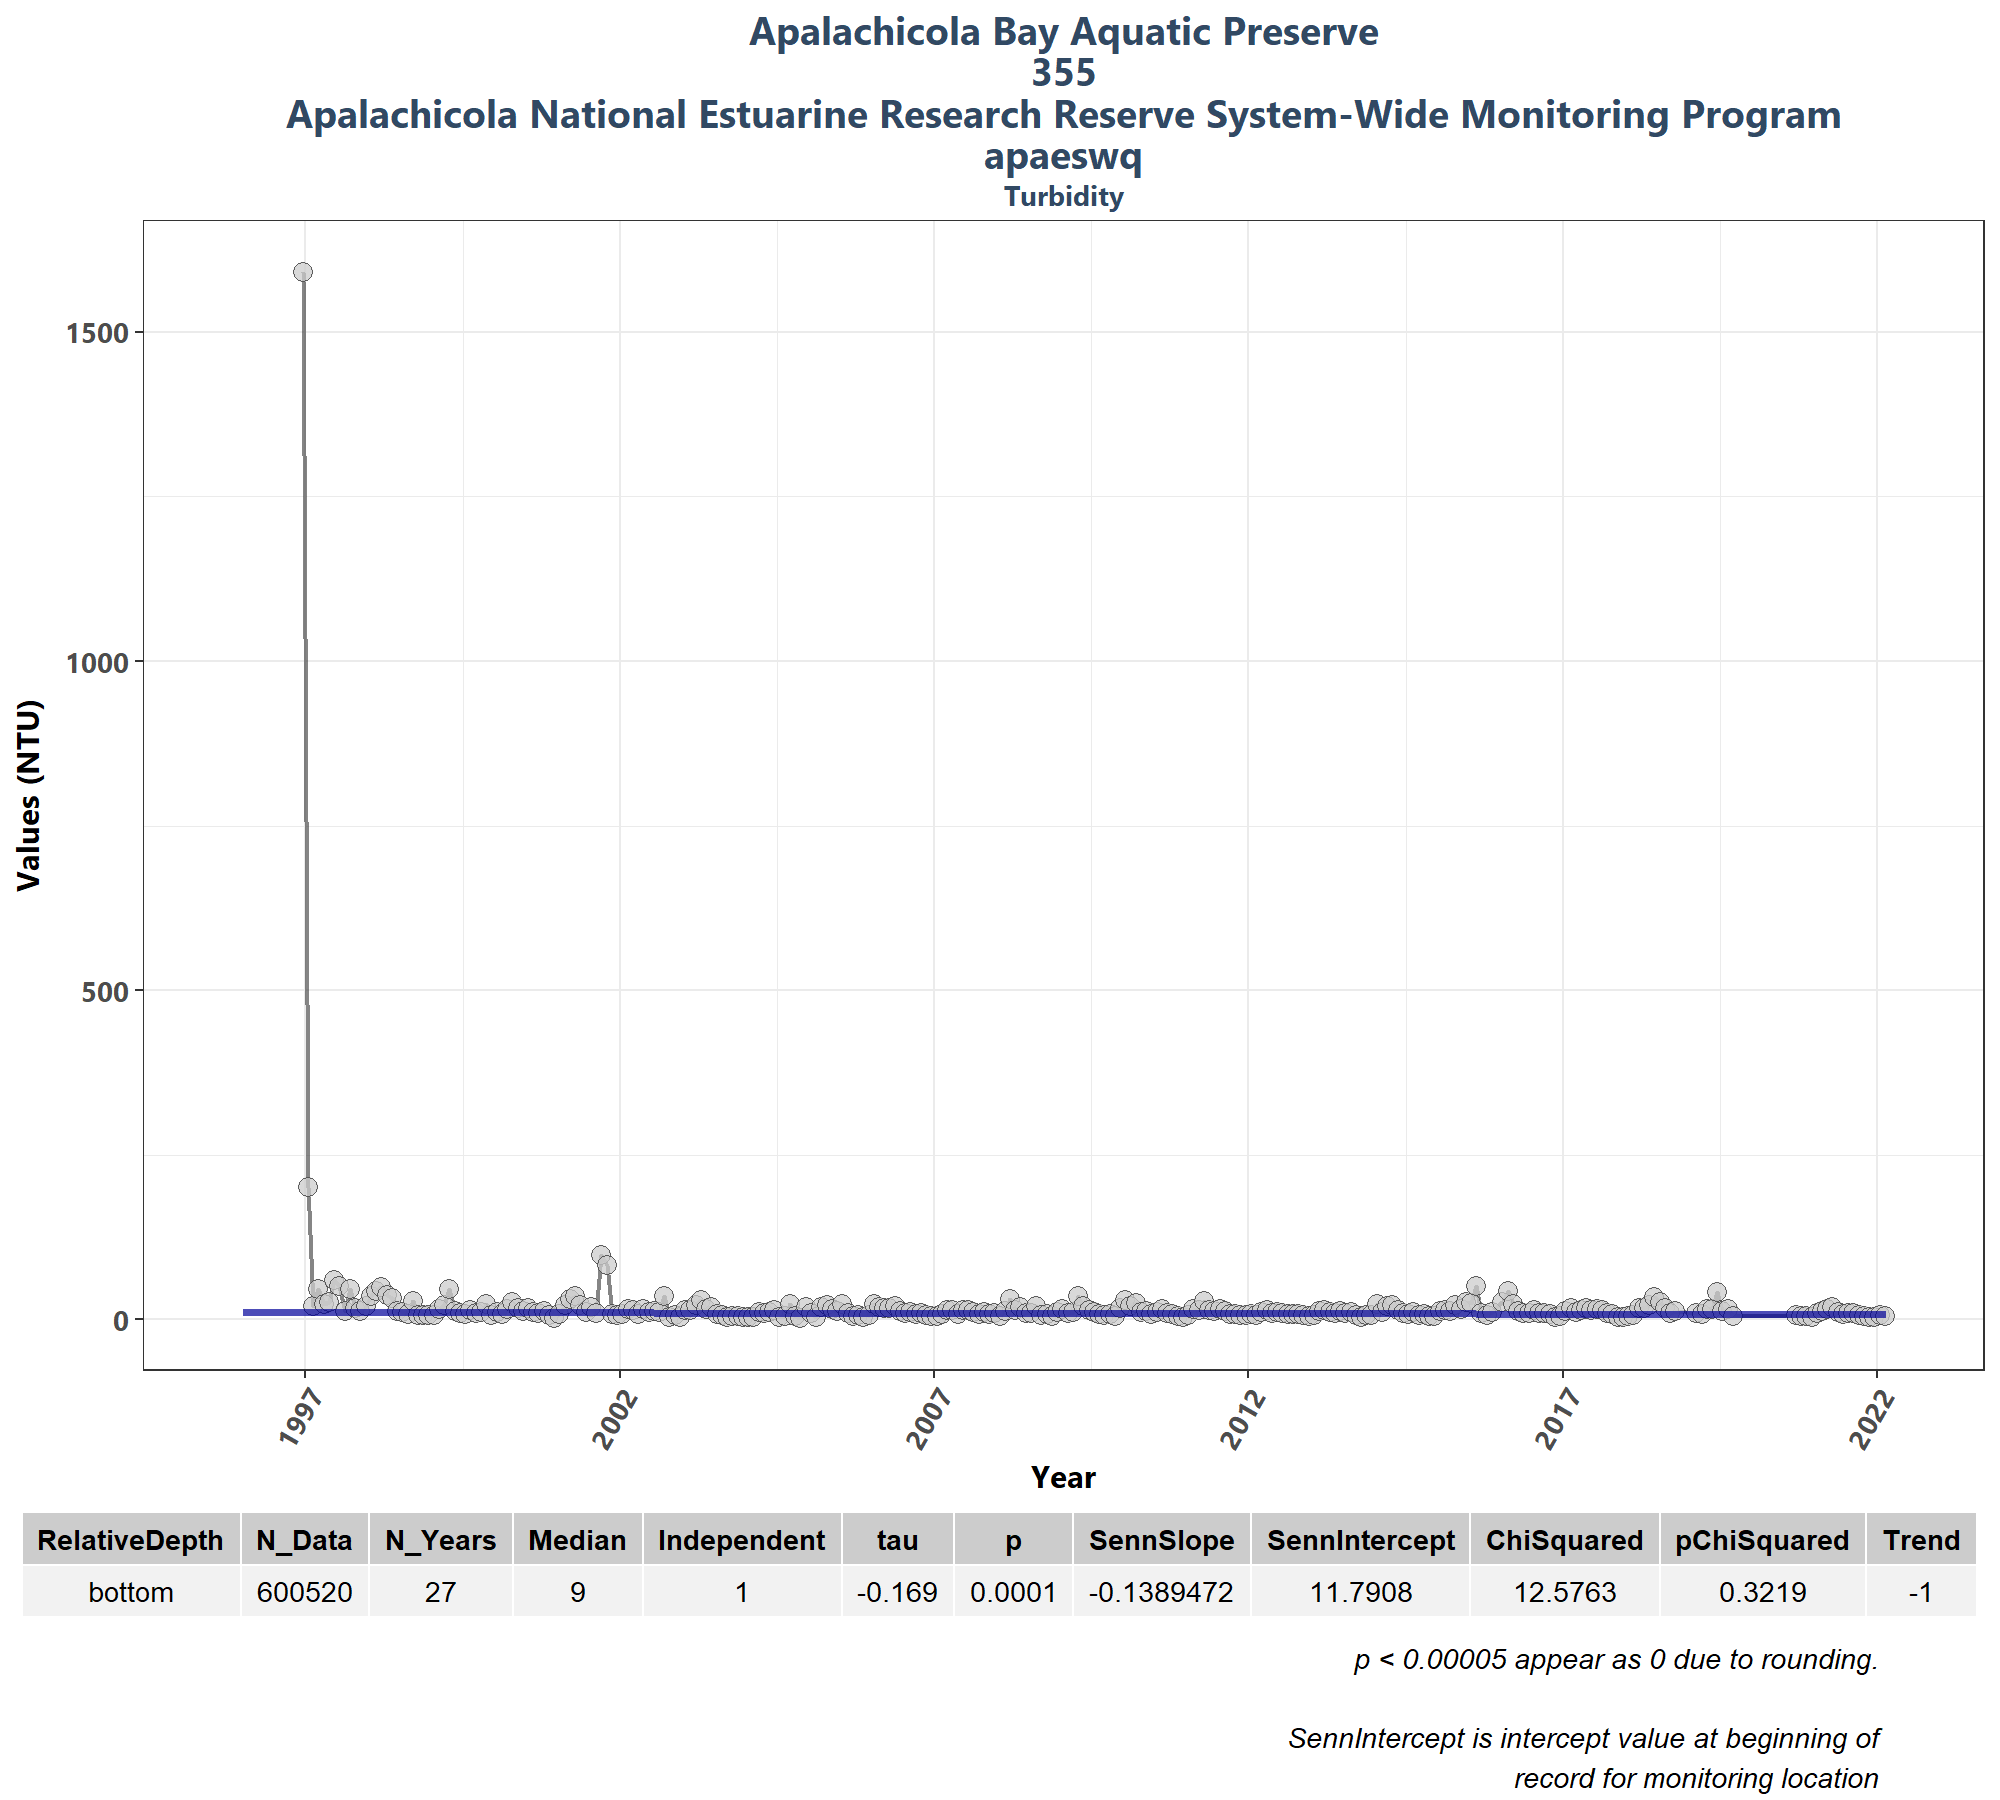 Apalachicola Bay Aquatic Preserve
355
Apalachicola National Estuarine Research Reserve System-Wide Monitoring Program
apaeswq
Turbidity
Values (NTU)
1500
1000
500
0
1997 2002 2007 2012 2017 2022
Year
RelativeDepth N_Data N_Years Median Independent tau p SennSlope SennIntercept ChiSquared pChiSquared Trend
bottom 600520 27 9 1 -0.169 0.0001 -0.1389472 11.7908 12.5763 0.3219 -1
p < 0.00005 appear as 0 due to rounding.
SennIntercept is intercept value at beginning of
record for monitoring location